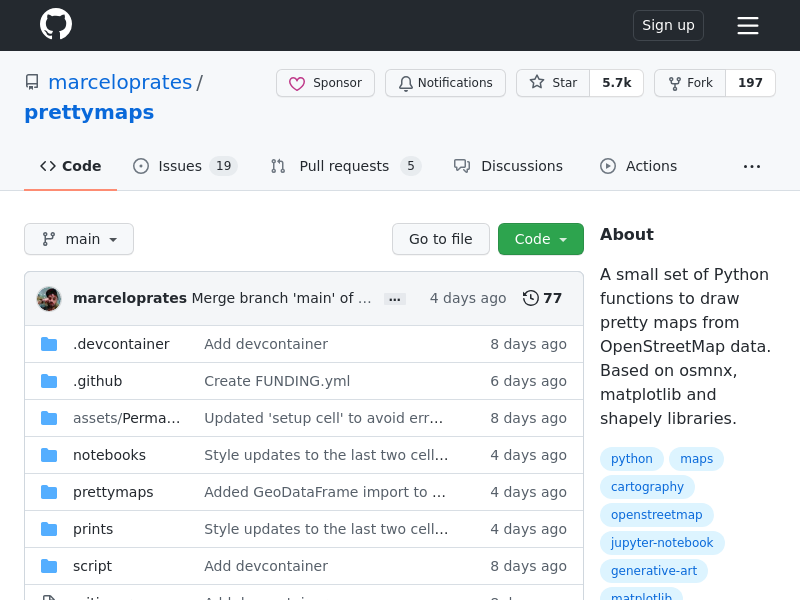 Sign up
marceloprates /
prettymaps
Sponsor
Notifications
Star 5.7k
Fork 197
Code
Issues 19
Pull requests 5
Discussions
Actions
main
Go to file
Code
marceloprates Merge branch 'main' of … … 4 days ago 77
.devcontainer Add devcontainer 8 days ago
.github Create FUNDING.yml 6 days ago
assets/Perma… Updated 'setup cell' to avoid err… 8 days ago
notebooks Style updates to the last two cell… 4 days ago
prettymaps Added GeoDataFrame import to … 4 days ago
prints Style updates to the last two cell… 4 days ago
script Add devcontainer 8 days ago
About
A small set of Python
functions to draw
pretty maps from
OpenStreetMap data.
Based on osmnx,
matplotlib and
shapely libraries.
python maps
cartography
openstreetmap
jupyter-notebook
generative-art
matplotlib